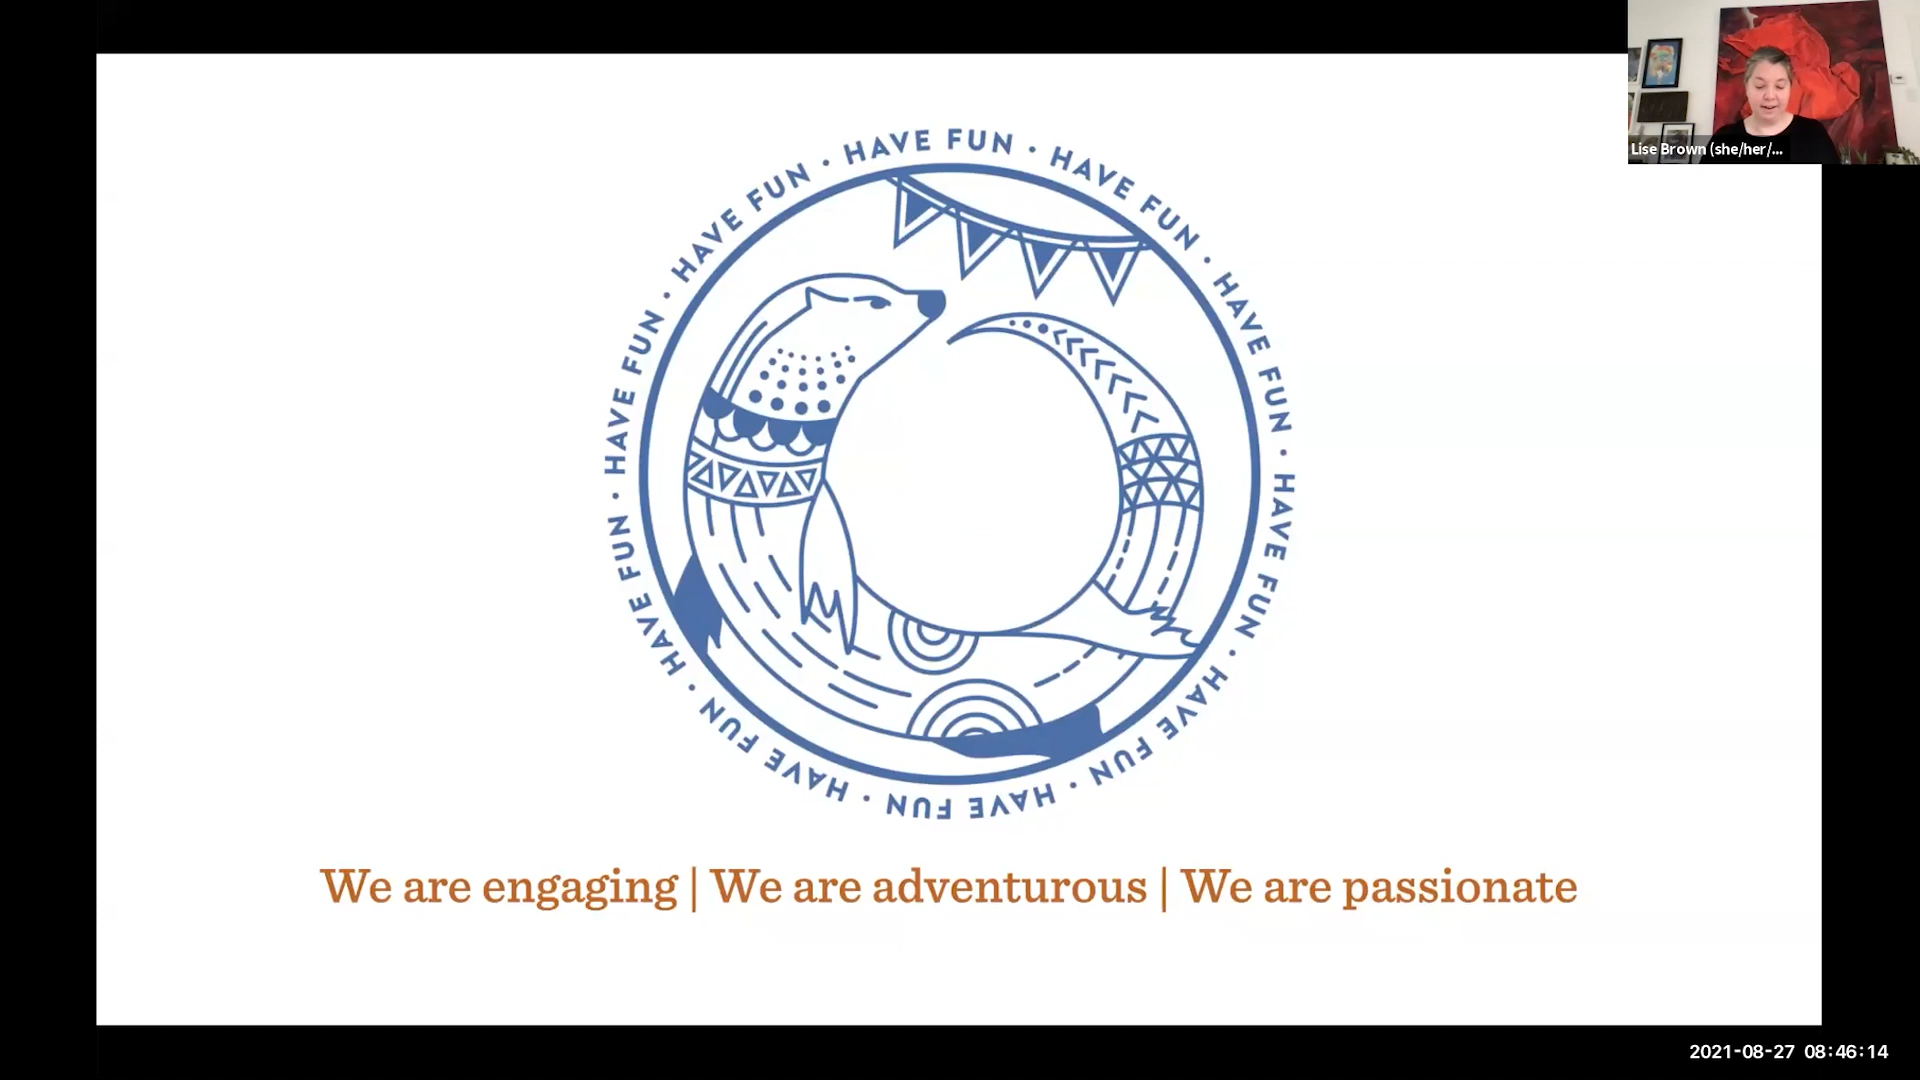 HAVE FUN • HAVE FUN • HAVE FUN • HAVE FUN • HAVE FUN • HAVE FUN • HAVE FUN • HAVE FUN • HAVE FUN • HAVE FUN •
Lise Brown (she/her/...
We are engaging | We are adventurous | We are passionate
2021-08-27 08:46:14